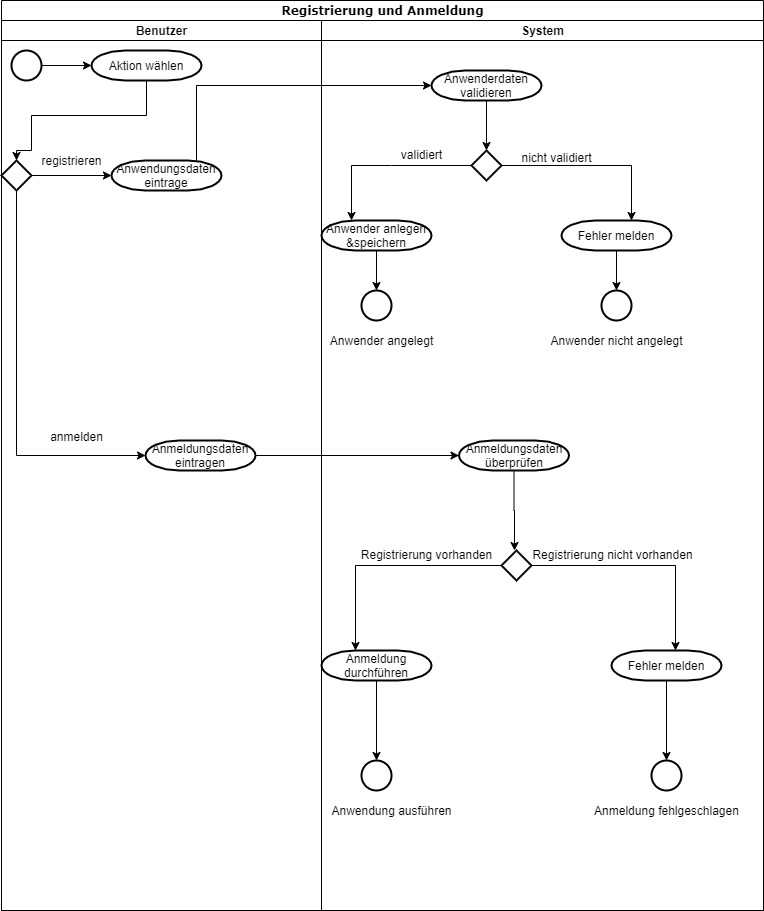 Registrierung und Anmeldung
Benutzer
System
Aktion wählen
Anwenderdaten
validieren
registrieren
Anwendungsdaten
eintrage
validiert
nicht validiert
Anwender anlegen
&speichern
Fehler melden
Anwender angelegt
Anwender nicht angelegt
anmelden
Anmeldungsdaten
eintragen
Anmeldungsdaten
überprüfen
Registrierung vorhanden
Registrierung nicht vorhanden
Anmeldung
durchführen
Fehler melden
Anwendung ausführen
Anmeldung fehlgeschlagen